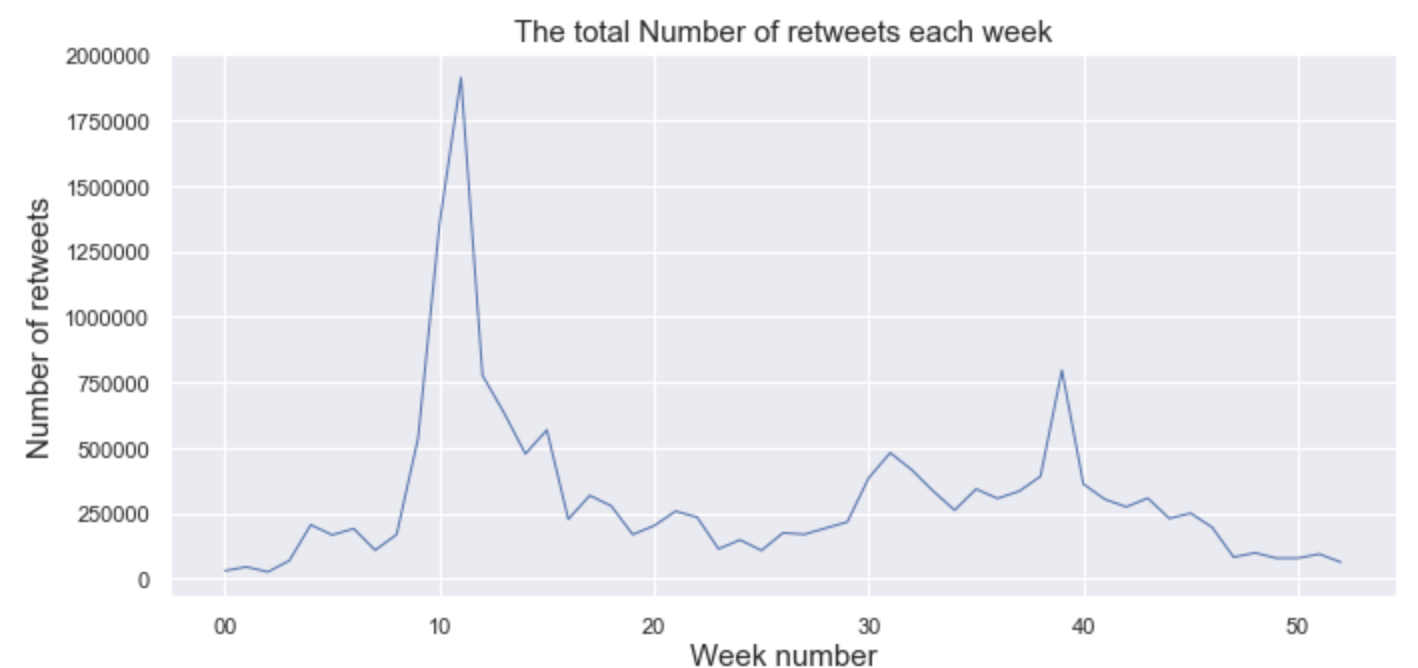 The total Number of retweets each week
2000000
1750000
1500000
1250000
1000000
750000
500000
250000
0
Number of retweets
00 10 20 30 40 50
Week number